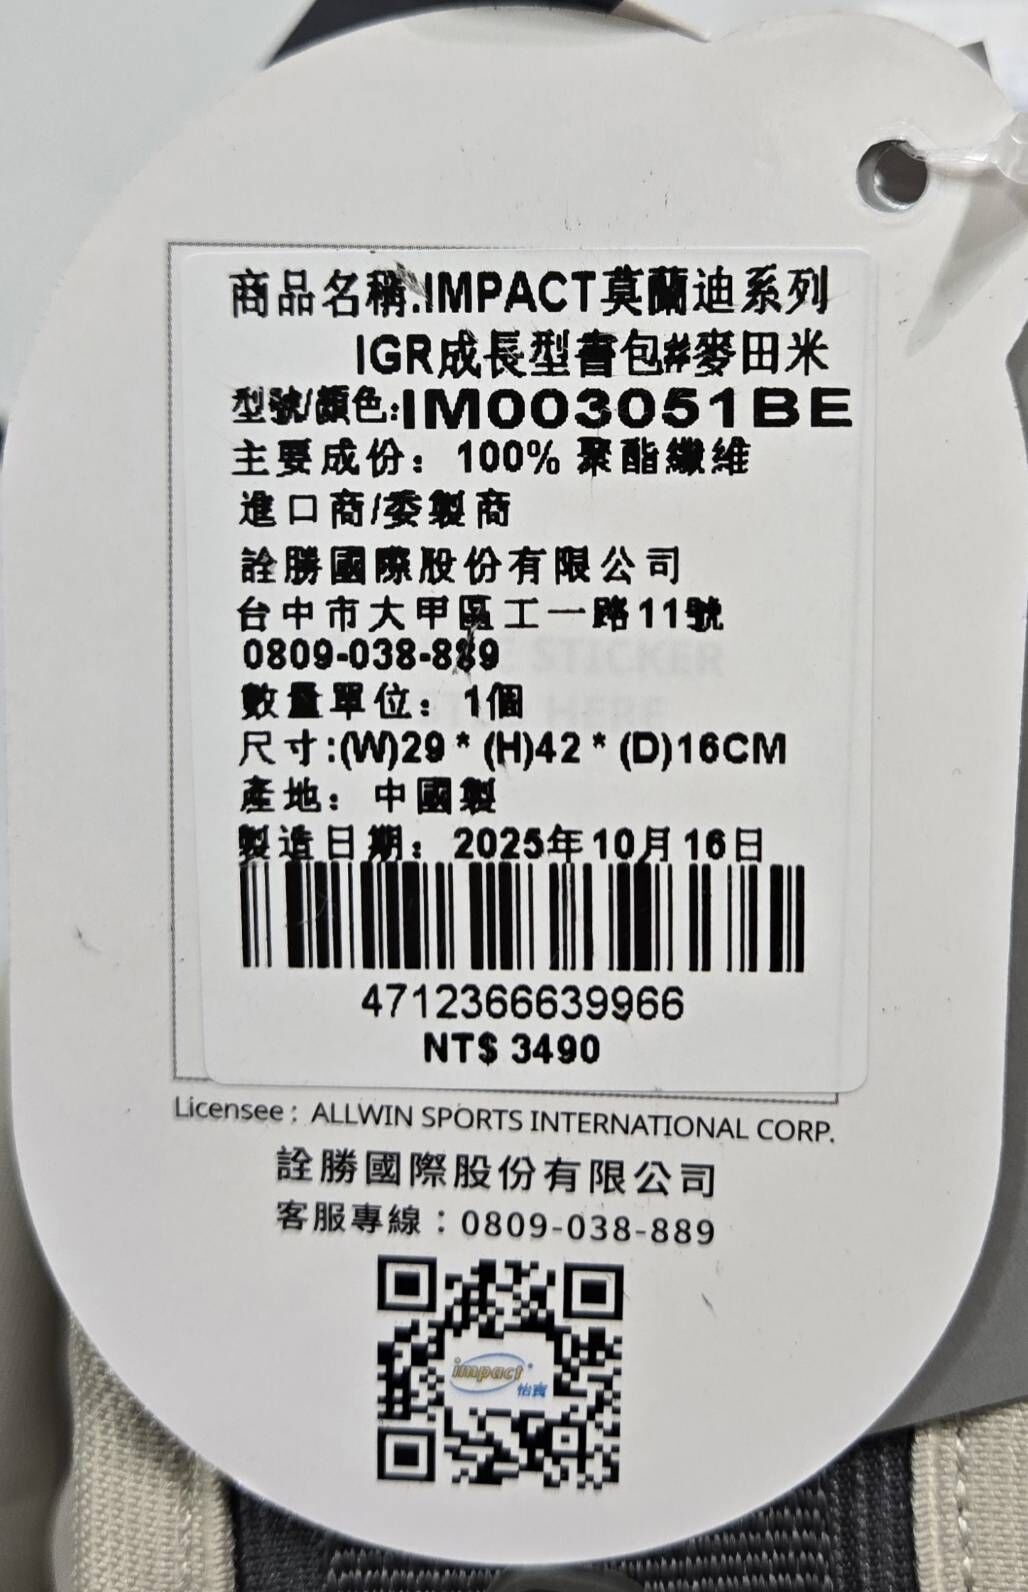 商品名稱:IMPACT莫蘭迪系列
IGR成長型書包#麥田米
型號/顏色:IM003051BE
主要成份：100% 聚酯纖維
進口商/委製商
詮勝國際股份有限公司
台中市大甲區工一路11號
0809-038-889
數量單位：1個
尺寸:(W)29 * (H)42 * (D)16CM
產地：中國製
製造日期：2025年10月16日
4712366639966
NT$ 3490
Licensee : ALLWIN SPORTS INTERNATIONAL CORP.
詮勝國際股份有限公司
客服專線：0809-038-889
impact
怡寶